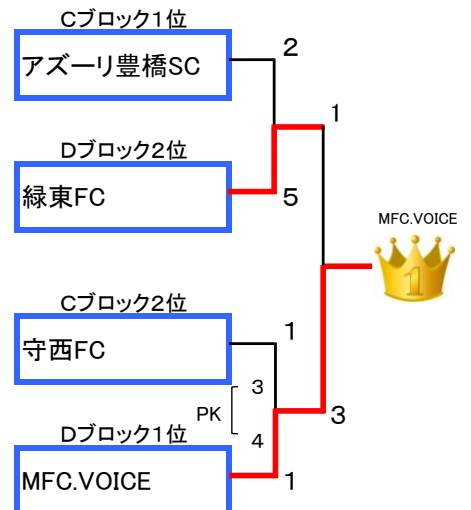 Cブロック1位
2
アズーリ豊橋SC
1
Dブロック2位
緑東FC
5
MFC.VOICE
1
Cブロック2位
1
守西FC
3
PK
3
4
Dブロック1位
MFC.VOICE
1